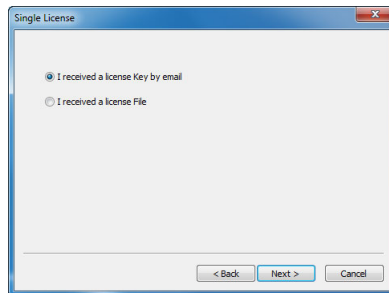 Single License
I received a license Key by email
I received a license File
< Back Next > Cancel